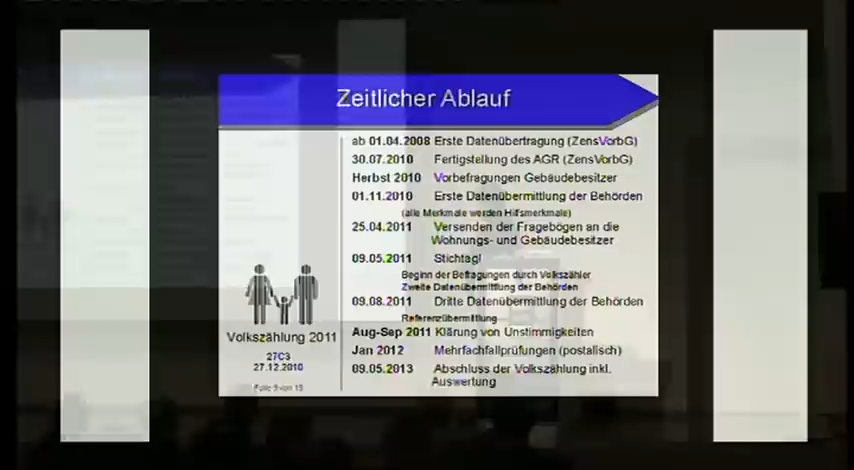 Zeitlicher Ablauf
ab 01.04.2008 Erste Datenübertragung (ZensVorbG)
30.07.2010 Fertigstellung des AGR (ZensVorbG)
Herbst 2010 Vorbefragungen Gebäudebesitzer
01.11.2010 Erste Datenübermittlung der Behörden
(alle Merkmale werden Hilfsmerkmale)
25.04.2011 Versenden der Fragebögen an die
Wohnungs- und Gebäudebesitzer
09.05.2011 Stichtag!
Beginn der Befragungen durch Volkszähler
Zweite Datenübermittlung der Behörden
09.08.2011 Dritte Datenübermittlung der Behörden
Referenzübermittlung
Aug-Sep 2011 Klärung von Unstimmigkeiten
Jan 2012 Mehrfachfallprüfungen (postalisch)
09.05.2013 Abschluss der Volkszählung inkl.
Auswertung
Volkszählung 2011
27C3
27.12.2010
Folie 9 von 15